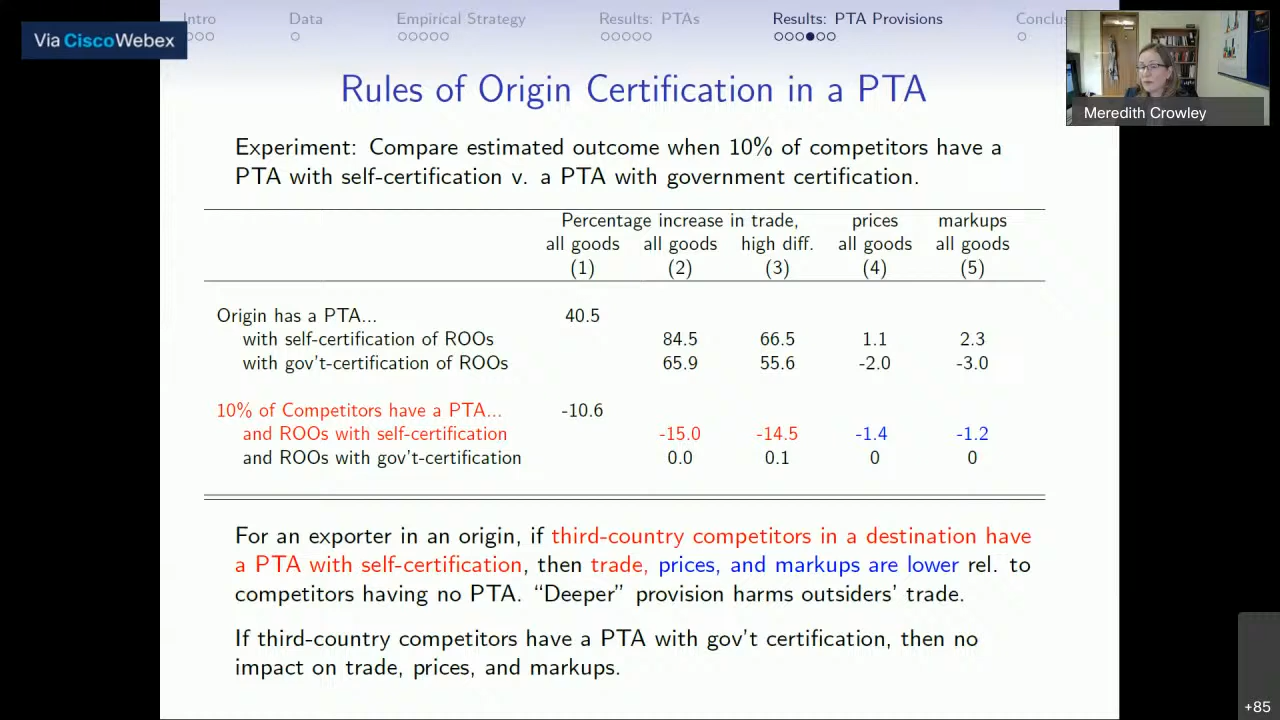 Intro Data Empirical Strategy Results: PTAs Results: PTA Provisions Conclus
Via CiscoWebex
Meredith Crowley
Rules of Origin Certification in a PTA
Experiment: Compare estimated outcome when 10% of competitors have a
PTA with self-certification v. a PTA with government certification.
Percentage increase in trade, prices markups
all goods all goods high diff. all goods all goods
(1) (2) (3) (4) (5)
Origin has a PTA... 40.5
with self-certification of ROOs 84.5 66.5 1.1 2.3
with gov't-certification of ROOs 65.9 55.6 -2.0 -3.0
10% of Competitors have a PTA... -10.6
and ROOs with self-certification -15.0 -14.5 -1.4 -1.2
and ROOs with gov't-certification 0.0 0.1 0 0
For an exporter in an origin, if third-country competitors in a destination have
a PTA with self-certification, then trade, prices, and markups are lower rel. to
competitors having no PTA. “Deeper” provision harms outsiders' trade.
If third-country competitors have a PTA with gov't certification, then no
impact on trade, prices, and markups.
+85